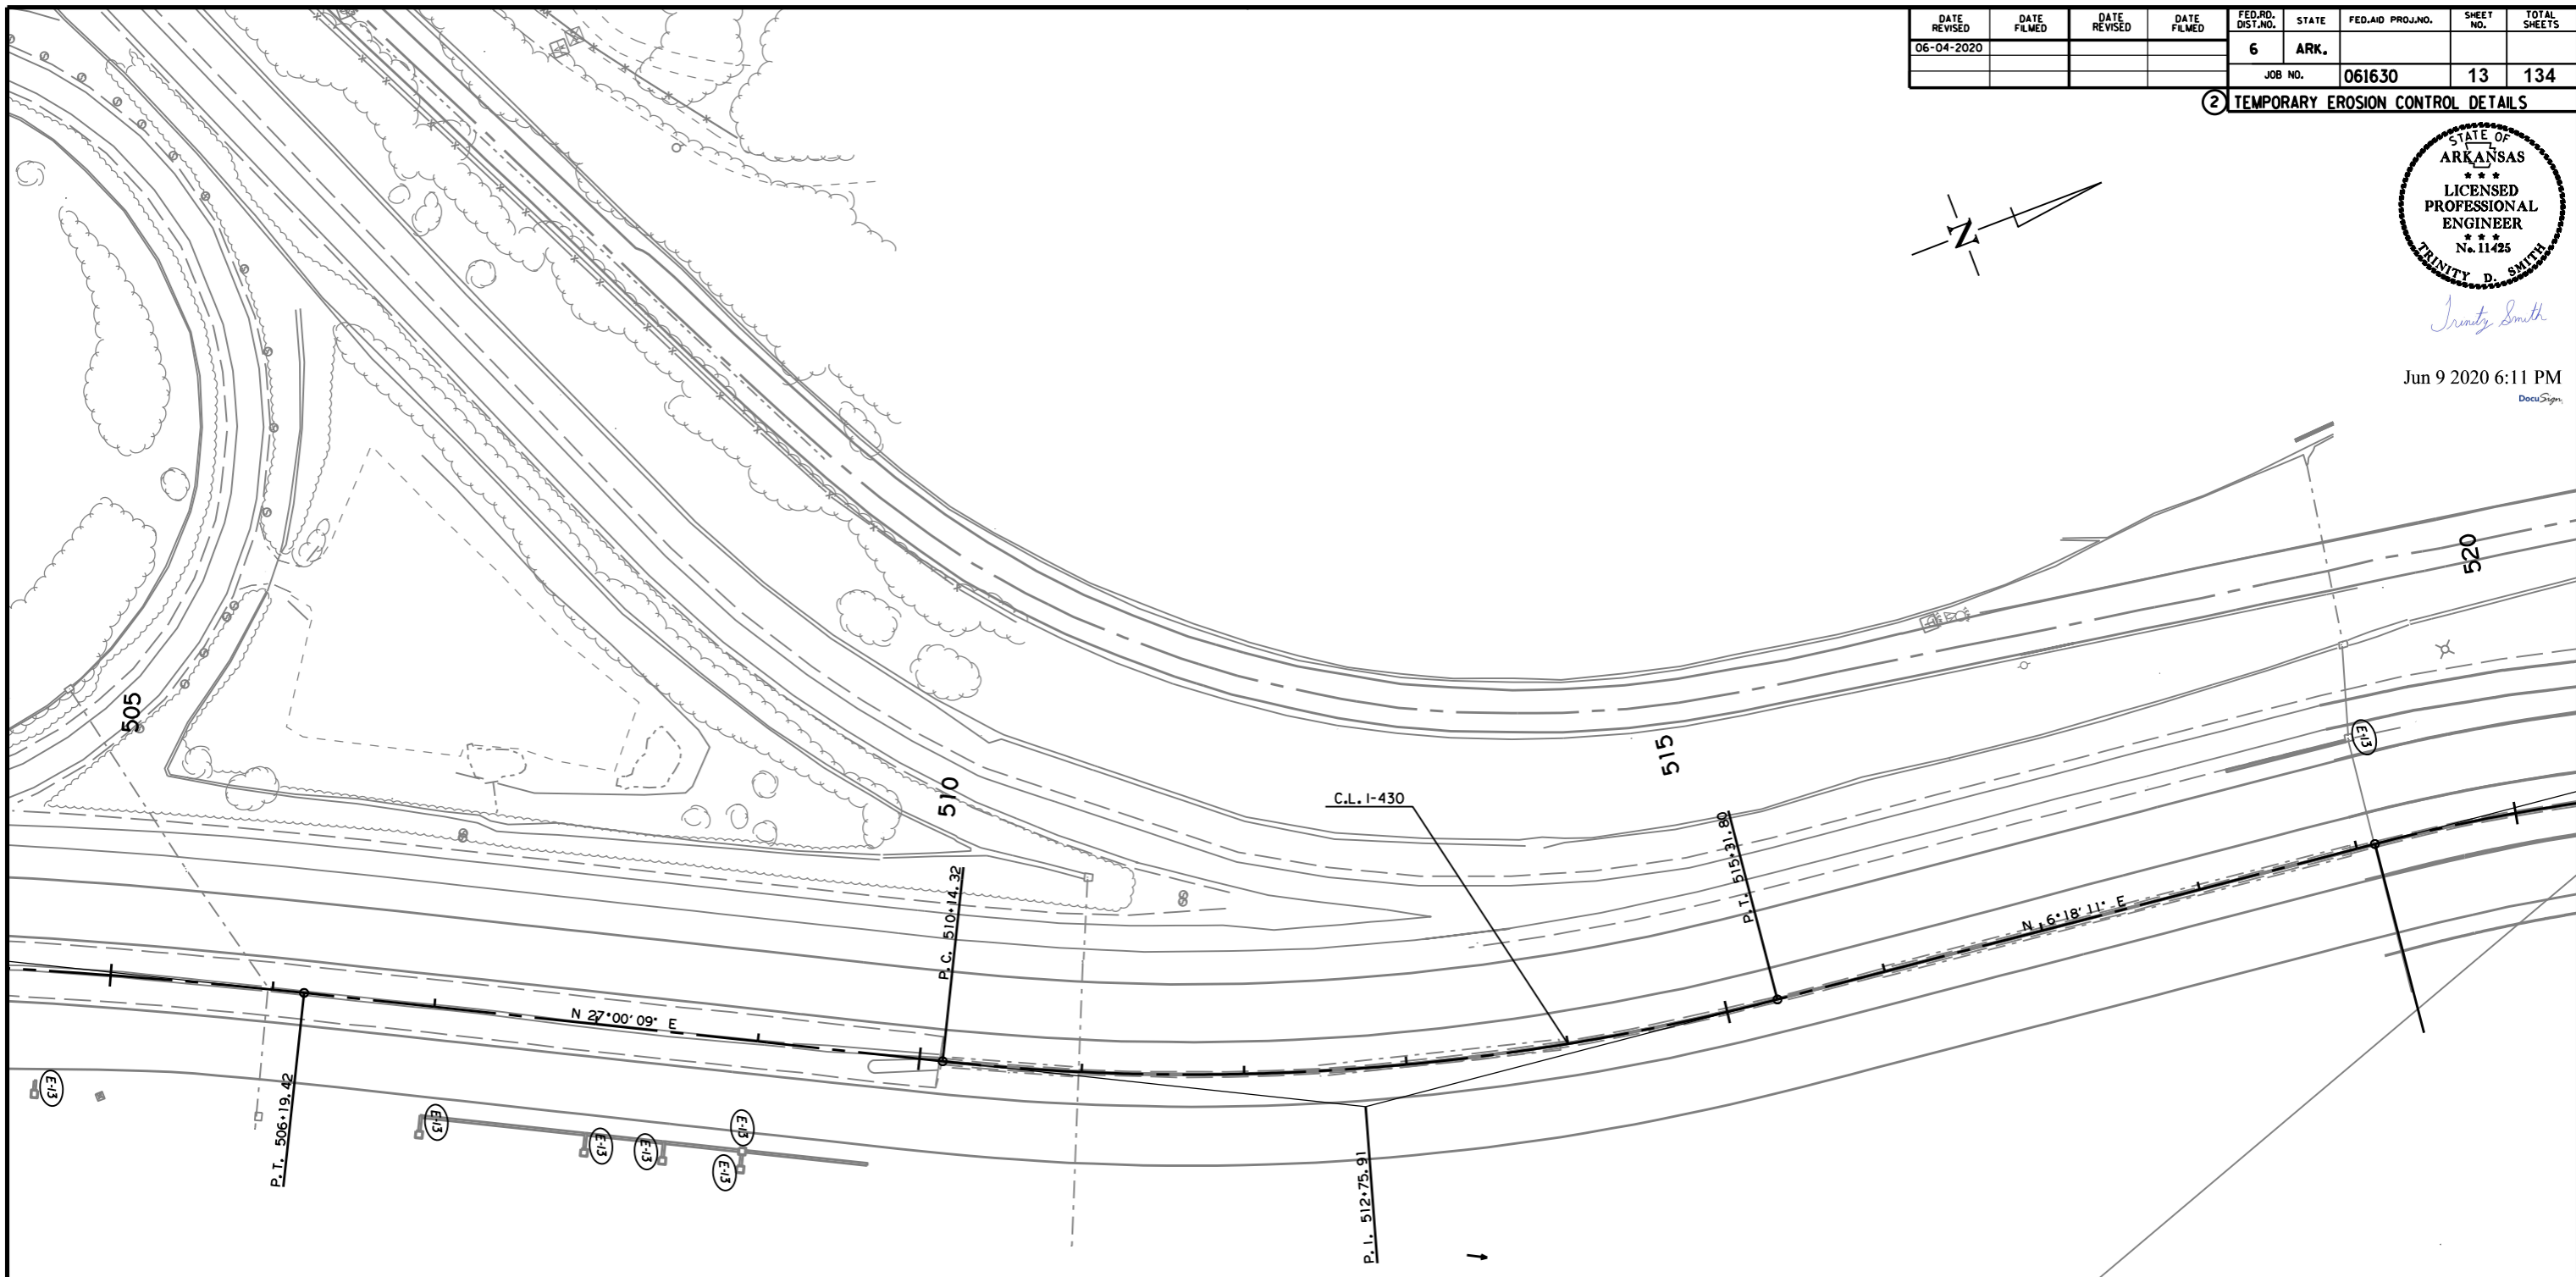 DATE REVISED
DATE FILMED
DATE REVISED
DATE FILMED
FED.RD. DIST.NO.
STATE
FED.AID PROJ.NO.
SHEET NO.
TOTAL SHEETS
06-04-2020
6
ARK.
JOB NO.
061630
13
134
2 TEMPORARY EROSION CONTROL DETAILS
STATE OF
ARKANSAS
★ ★ ★
LICENSED
PROFESSIONAL
ENGINEER
★ ★ ★
No. 11425
TRINITY D. SMITH
Trinity Smith
Jun 9 2020 6:11 PM
DocuSign
N
520
505
515
510
E-13
C.L. I-430
P.T. 515+31.80
P.C. 510+14.32
N 6°18'11" E
N 27°00'09" E
E-13
P.T. 506+19.42
E-13
E-13
E-13
E-13
E-13
P.I. 512+75.91